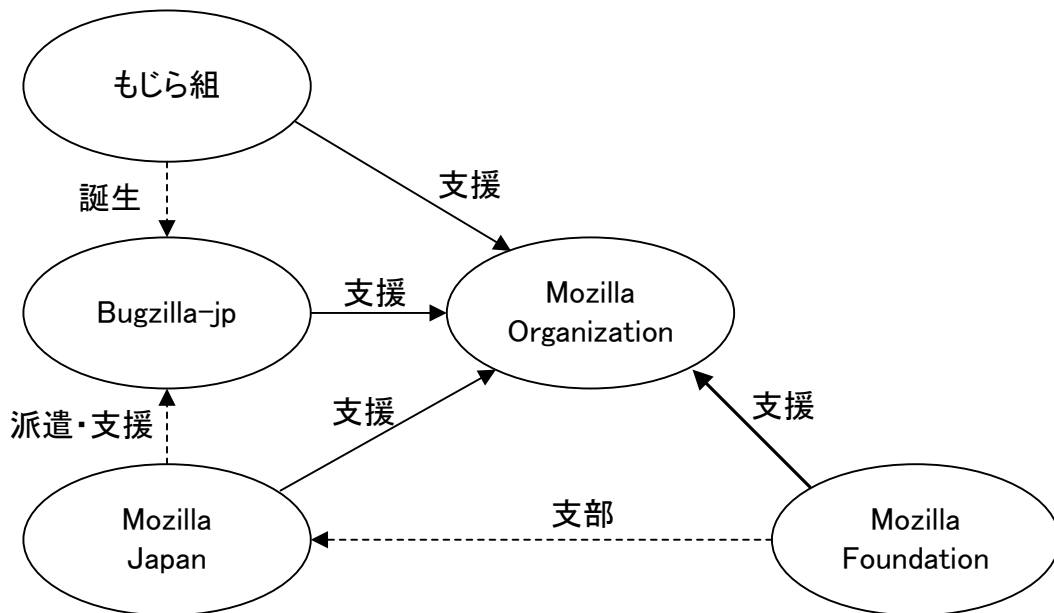 もじら組
誕生
支援
Bugzilla-jp
支援
Mozilla
Organization
派遣・支援
支援
支援
Mozilla
Japan
支部
Mozilla
Foundation